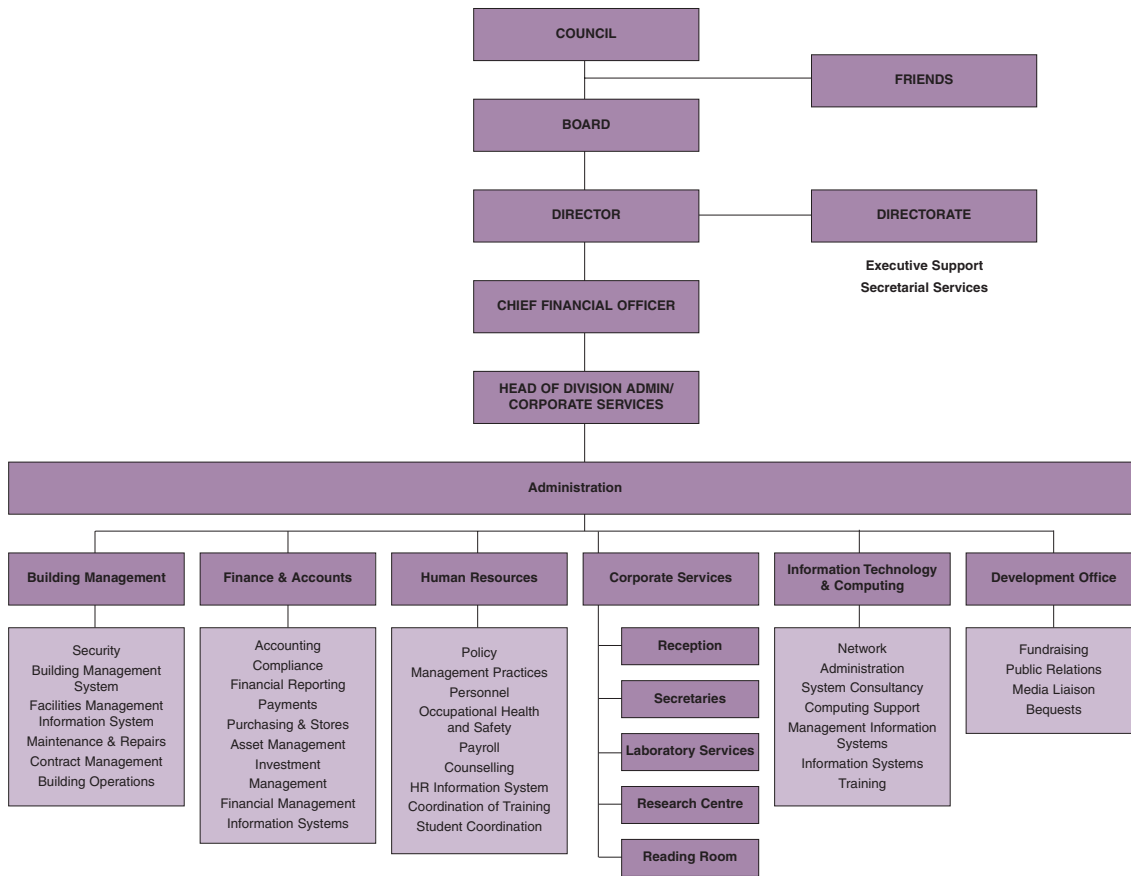 COUNCIL
FRIENDS
BOARD
DIRECTOR
DIRECTORATE
Executive Support
Secretarial Services
CHIEF FINANCIAL OFFICER
HEAD OF DIVISION ADMIN/
CORPORATE SERVICES
Administration
Building Management
Security
Building Management
System
Facilities Management
Information System
Maintenance & Repairs
Contract Management
Building Operations
Finance & Accounts
Accounting
Compliance
Financial Reporting
Payments
Purchasing & Stores
Asset Management
Investment
Management
Financial Management
Information Systems
Human Resources
Policy
Management Practices
Personnel
Occupational Health
and Safety
Payroll
Counselling
HR Information System
Coordination of Training
Student Coordination
Corporate Services
Reception
Secretaries
Laboratory Services
Research Centre
Reading Room
Information Technology
& Computing
Network
Administration
System Consultancy
Computing Support
Management Information
Systems
Information Systems
Training
Development Office
Fundraising
Public Relations
Media Liaison
Bequests